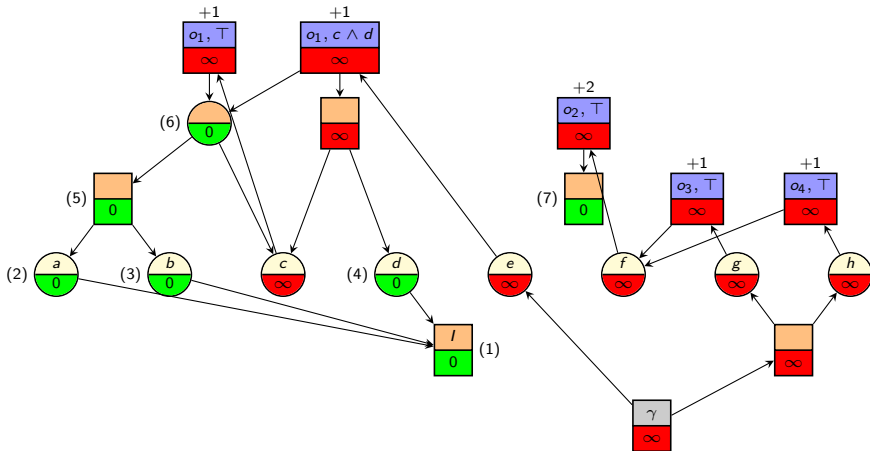 +1 +1
o₁, ⊤ o₁, c ∧ d
∞ ∞
+2
o₂, ⊤
(6) 0 ∞ ∞
+1 +1
o₃, ⊤ o₄, ⊤
(5) 0 (7) 0 ∞ ∞
a b c d e f g h
(2) 0 (3) 0 ∞ (4) 0 ∞ ∞ ∞ ∞
I
0 (1) ∞
γ
∞